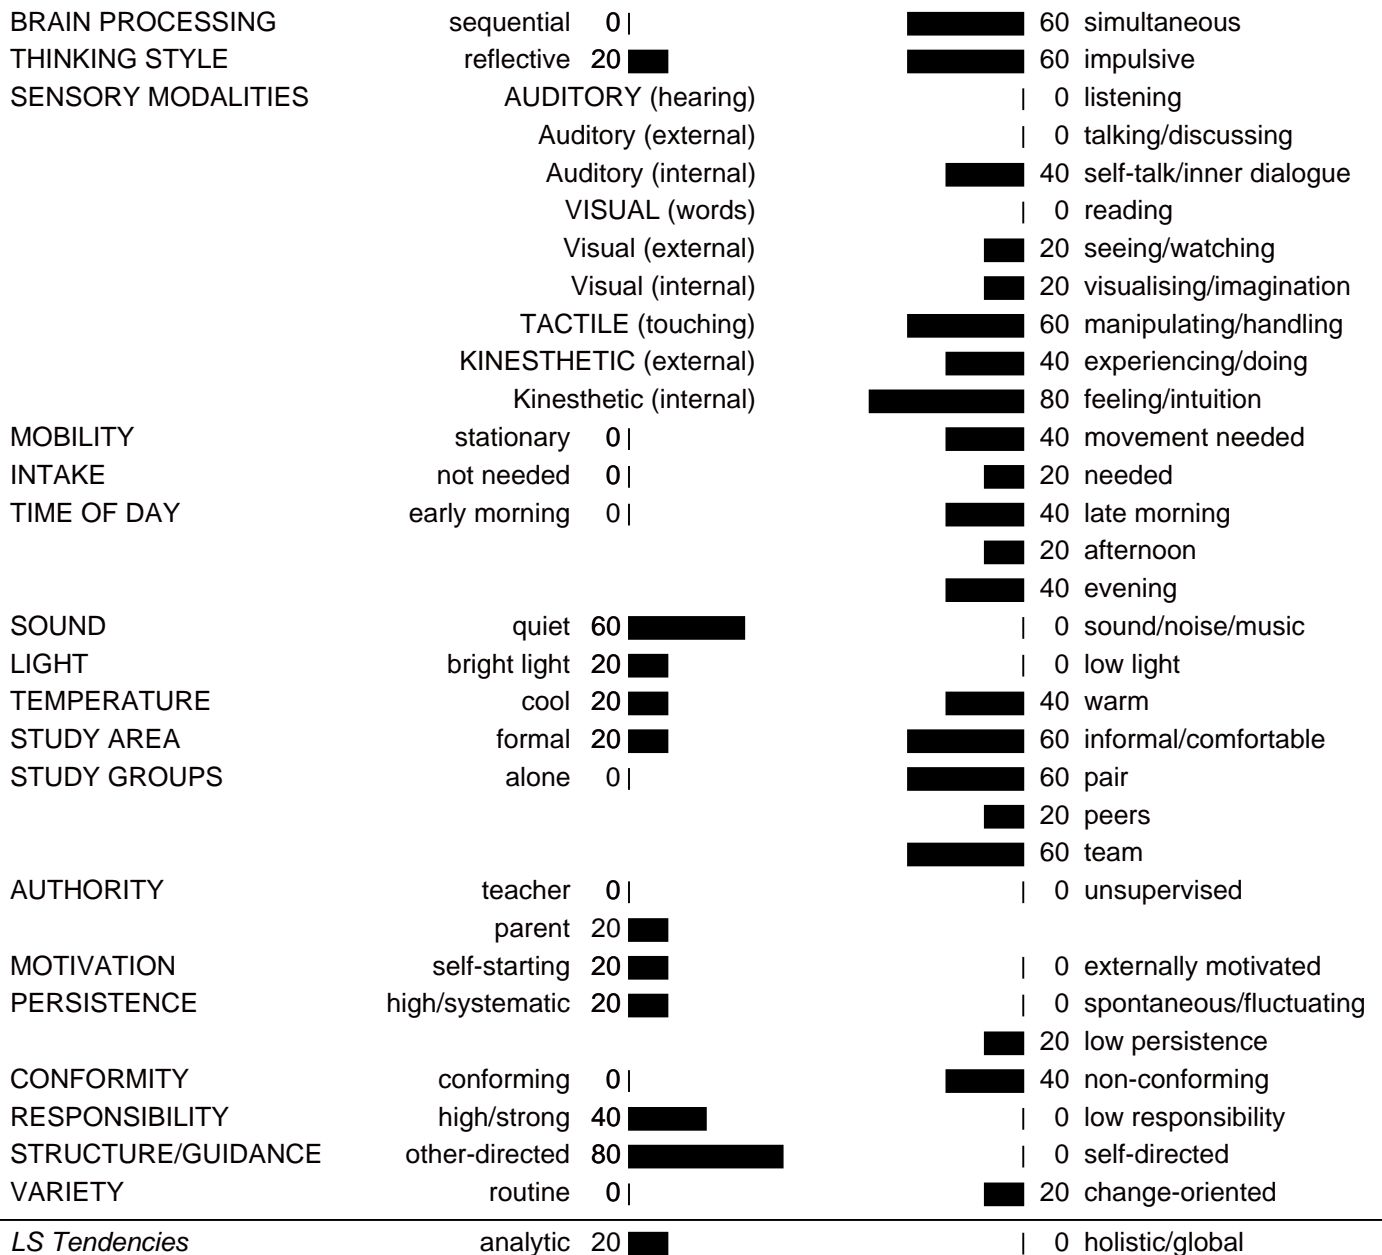 BRAIN PROCESSING sequential 0 60 simultaneous
THINKING STYLE reflective 20 60 impulsive
SENSORY MODALITIES AUDITORY (hearing) 0 listening
Auditory (external) 0 talking/discussing
Auditory (internal) 40 self-talk/inner dialogue
VISUAL (words) 0 reading
Visual (external) 20 seeing/watching
Visual (internal) 20 visualising/imagination
TACTILE (touching) 60 manipulating/handling
KINESTHETIC (external) 40 experiencing/doing
Kinesthetic (internal) 80 feeling/intuition
MOBILITY stationary 0 40 movement needed
INTAKE not needed 0 20 needed
TIME OF DAY early morning 0 40 late morning
20 afternoon
40 evening
SOUND quiet 60 0 sound/noise/music
LIGHT bright light 20 0 low light
TEMPERATURE cool 20 40 warm
STUDY AREA formal 20 60 informal/comfortable
STUDY GROUPS alone 0 60 pair
20 peers
60 team
AUTHORITY teacher 0 0 unsupervised
parent 20
MOTIVATION self-starting 20 0 externally motivated
PERSISTENCE high/systematic 20 0 spontaneous/fluctuating
20 low persistence
CONFORMITY conforming 0 40 non-conforming
RESPONSIBILITY high/strong 40 0 low responsibility
STRUCTURE/GUIDANCE other-directed 80 0 self-directed
VARIETY routine 0 20 change-oriented
LS Tendencies analytic 20 0 holistic/global